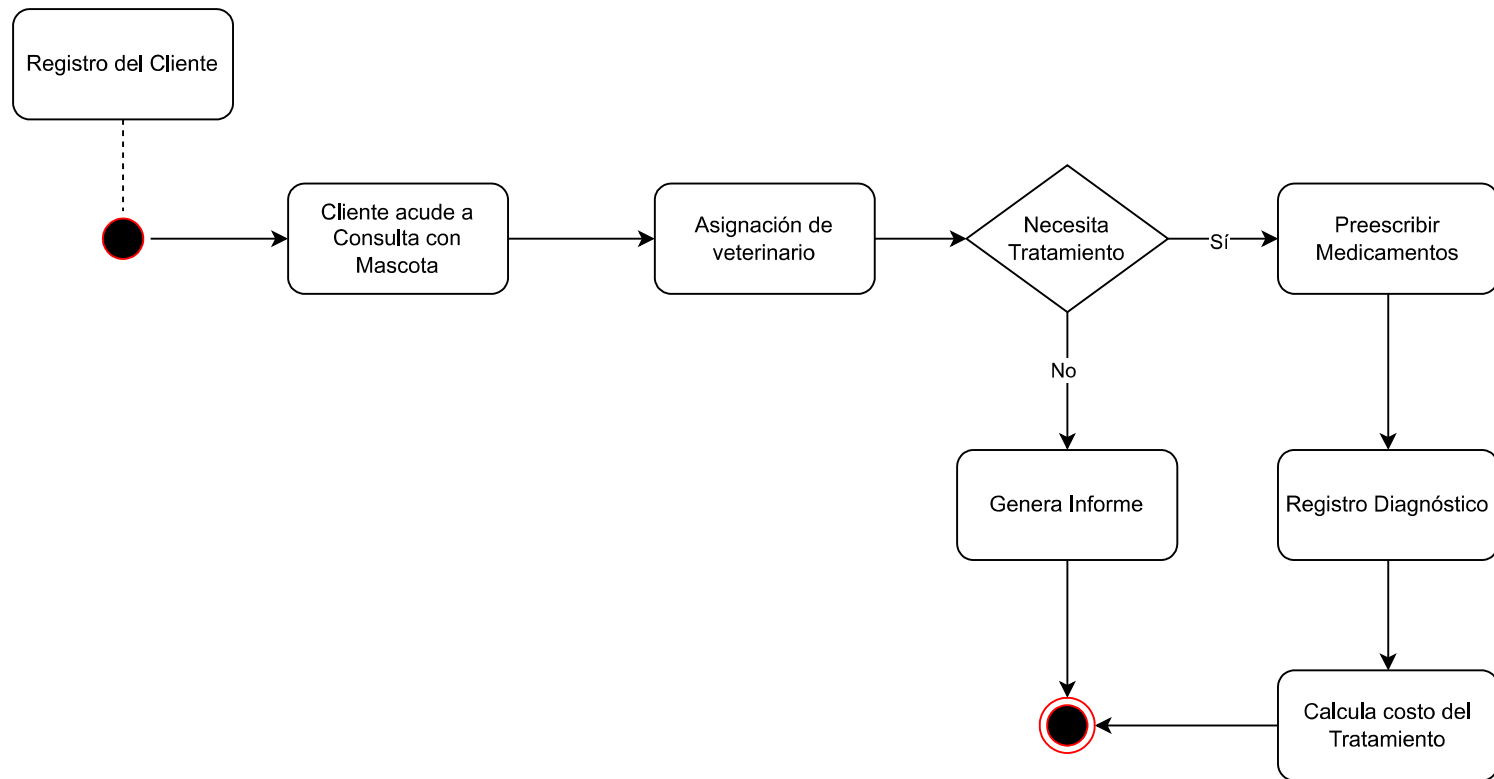 Registro del Cliente
Cliente acude a
Consulta con
Mascota
Asignación de
veterinario
Necesita
Tratamiento
Sí
Preescribir
Medicamentos
No
Genera Informe
Registro Diagnóstico
Calcula costo del
Tratamiento